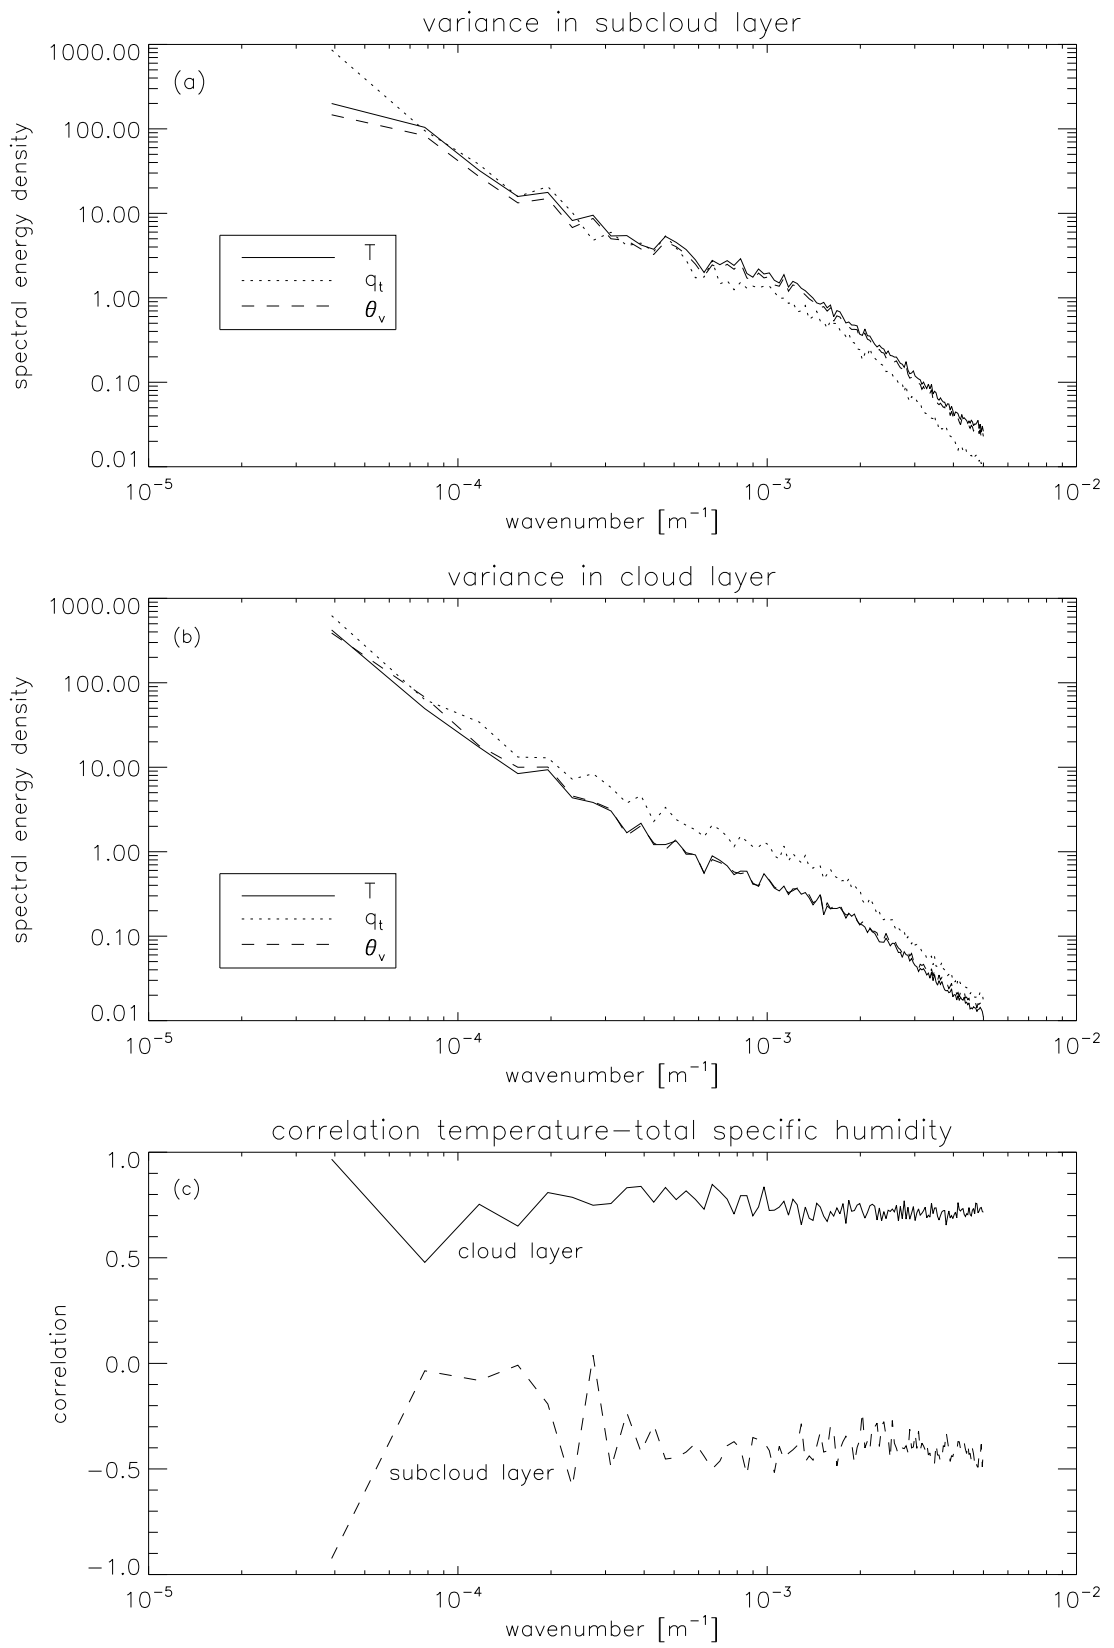 variance in subcloud layer
1000.00
(a)
100.00
10.00
1.00
0.10
0.01
spectral energy density
T
qt
θv
10−5 10−4 10−3 10−2
wavenumber [m−1]
variance in cloud layer
1000.00
(b)
100.00
10.00
1.00
0.10
0.01
spectral energy density
T
qt
θv
10−5 10−4 10−3 10−2
wavenumber [m−1]
correlation temperature−total specific humidity
1.0
(c)
0.5
0.0
−0.5
−1.0
correlation
cloud layer
subcloud layer
10−5 10−4 10−3 10−2
wavenumber [m−1]